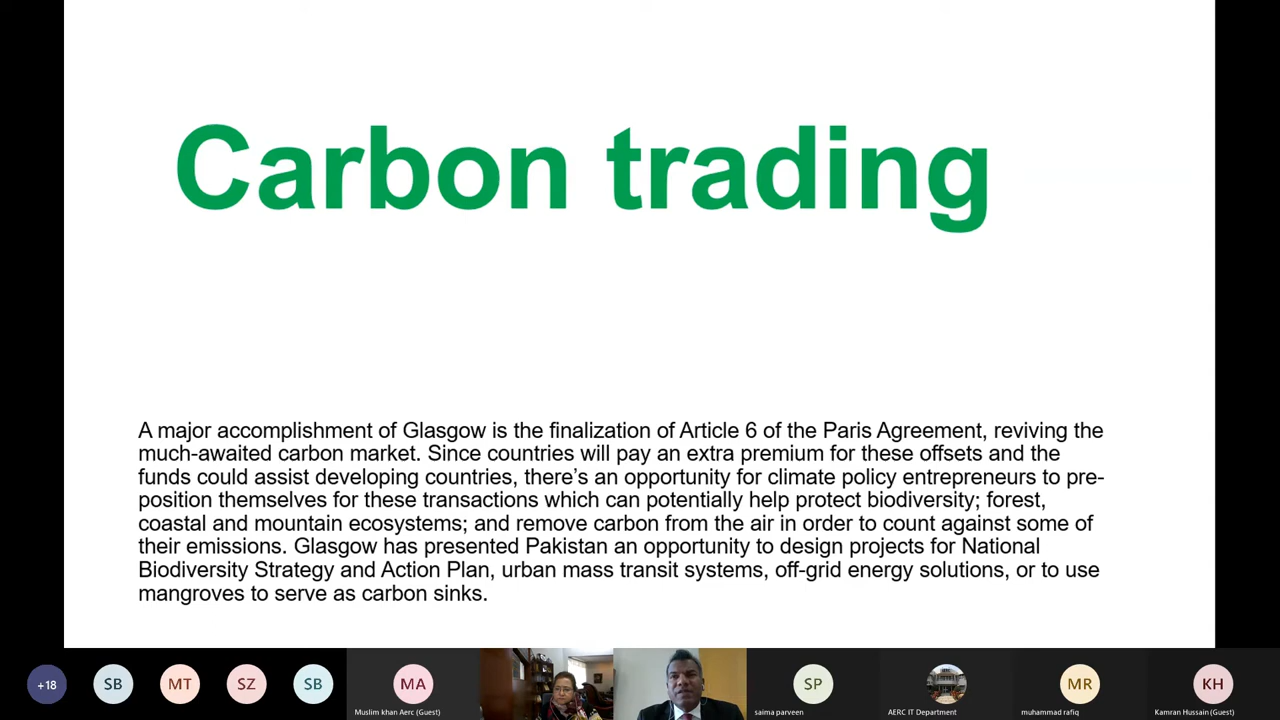 Carbon trading
A major accomplishment of Glasgow is the finalization of Article 6 of the Paris Agreement, reviving the
much-awaited carbon market. Since countries will pay an extra premium for these offsets and the
funds could assist developing countries, there’s an opportunity for climate policy entrepreneurs to pre-
position themselves for these transactions which can potentially help protect biodiversity; forest,
coastal and mountain ecosystems; and remove carbon from the air in order to count against some of
their emissions. Glasgow has presented Pakistan an opportunity to design projects for National
Biodiversity Strategy and Action Plan, urban mass transit systems, off-grid energy solutions, or to use
mangroves to serve as carbon sinks.
+18 SB MT SZ SB MA SP MR KH
Muslim khan Aerc (Guest) saima parveen AERC IT Department muhammad rafiq Kamran Hussain (Guest)